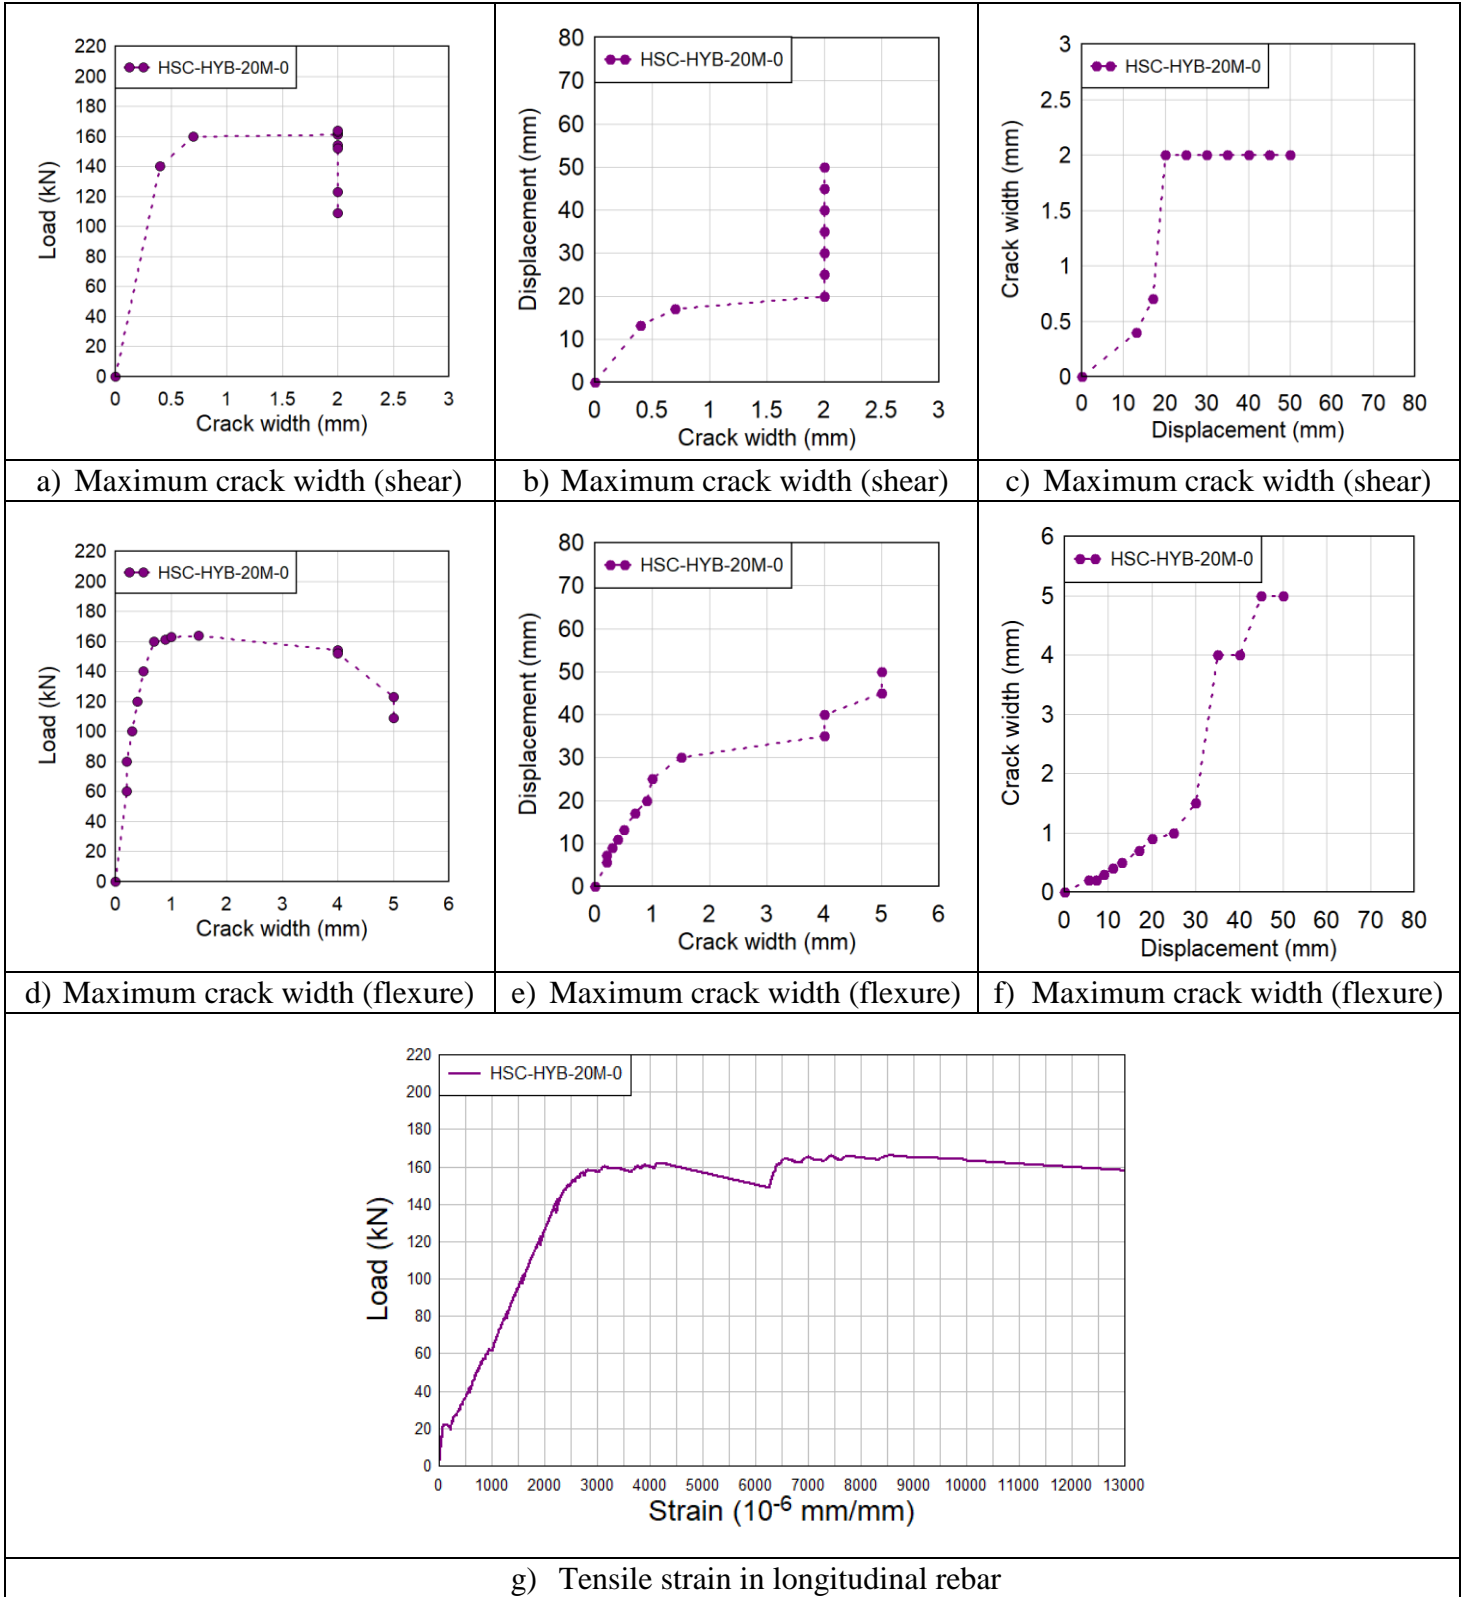 HSC-HYB-20M-0
Load (kN)
220
200
180
160
140
120
100
80
60
40
20
0
0 0.5 1 1.5 2 2.5 3
Crack width (mm)
HSC-HYB-20M-0
Displacement (mm)
80
70
60
50
40
30
20
10
0
0 0.5 1 1.5 2 2.5 3
Crack width (mm)
HSC-HYB-20M-0
Crack width (mm)
3
2.5
2
1.5
1
0.5
0
0 10 20 30 40 50 60 70 80
Displacement (mm)
a) Maximum crack width (shear)
b) Maximum crack width (shear)
c) Maximum crack width (shear)
HSC-HYB-20M-0
Load (kN)
220
200
180
160
140
120
100
80
60
40
20
0
0 1 2 3 4 5 6
Crack width (mm)
HSC-HYB-20M-0
Displacement (mm)
80
70
60
50
40
30
20
10
0
0 1 2 3 4 5 6
Crack width (mm)
HSC-HYB-20M-0
Crack width (mm)
6
5
4
3
2
1
0
0 10 20 30 40 50 60 70 80
Displacement (mm)
d) Maximum crack width (flexure)
e) Maximum crack width (flexure)
f) Maximum crack width (flexure)
HSC-HYB-20M-0
Load (kN)
220
200
180
160
140
120
100
80
60
40
20
0
0 1000 2000 3000 4000 5000 6000 7000 8000 9000 10000 11000 12000 13000
Strain (10⁻⁶ mm/mm)
g) Tensile strain in longitudinal rebar